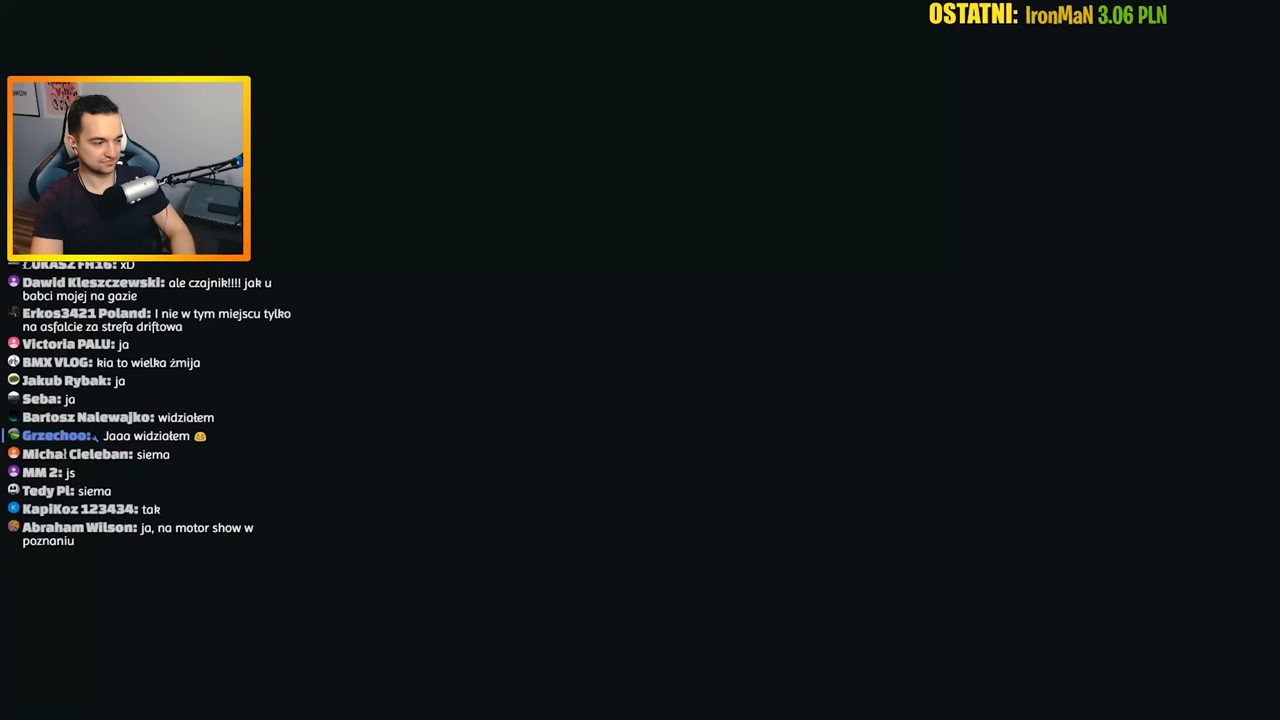 OSTATNI: IronMaN 3.06 PLN
ŁUKASZ FH16: xD
Dawid Kleszczewski: ale czajnik!!!! jak u
babci mojej na gazie
Erkos3421 Poland: I nie w tym miejscu tylko
na asfalcie za strefa driftowa
Victoria PALU: ja
BMX VLOG: kia to wielka żmija
Jakub Rybak: ja
Seba: ja
Bartosz Nalewajko: widziałem
Grzechoo: Jaaa widziałem 😊
Michał Cieleban: siema
MM 2: js
Tedy Pl: siema
KapiKoz 123434: tak
Abraham Wilson: ja, na motor show w
poznaniu